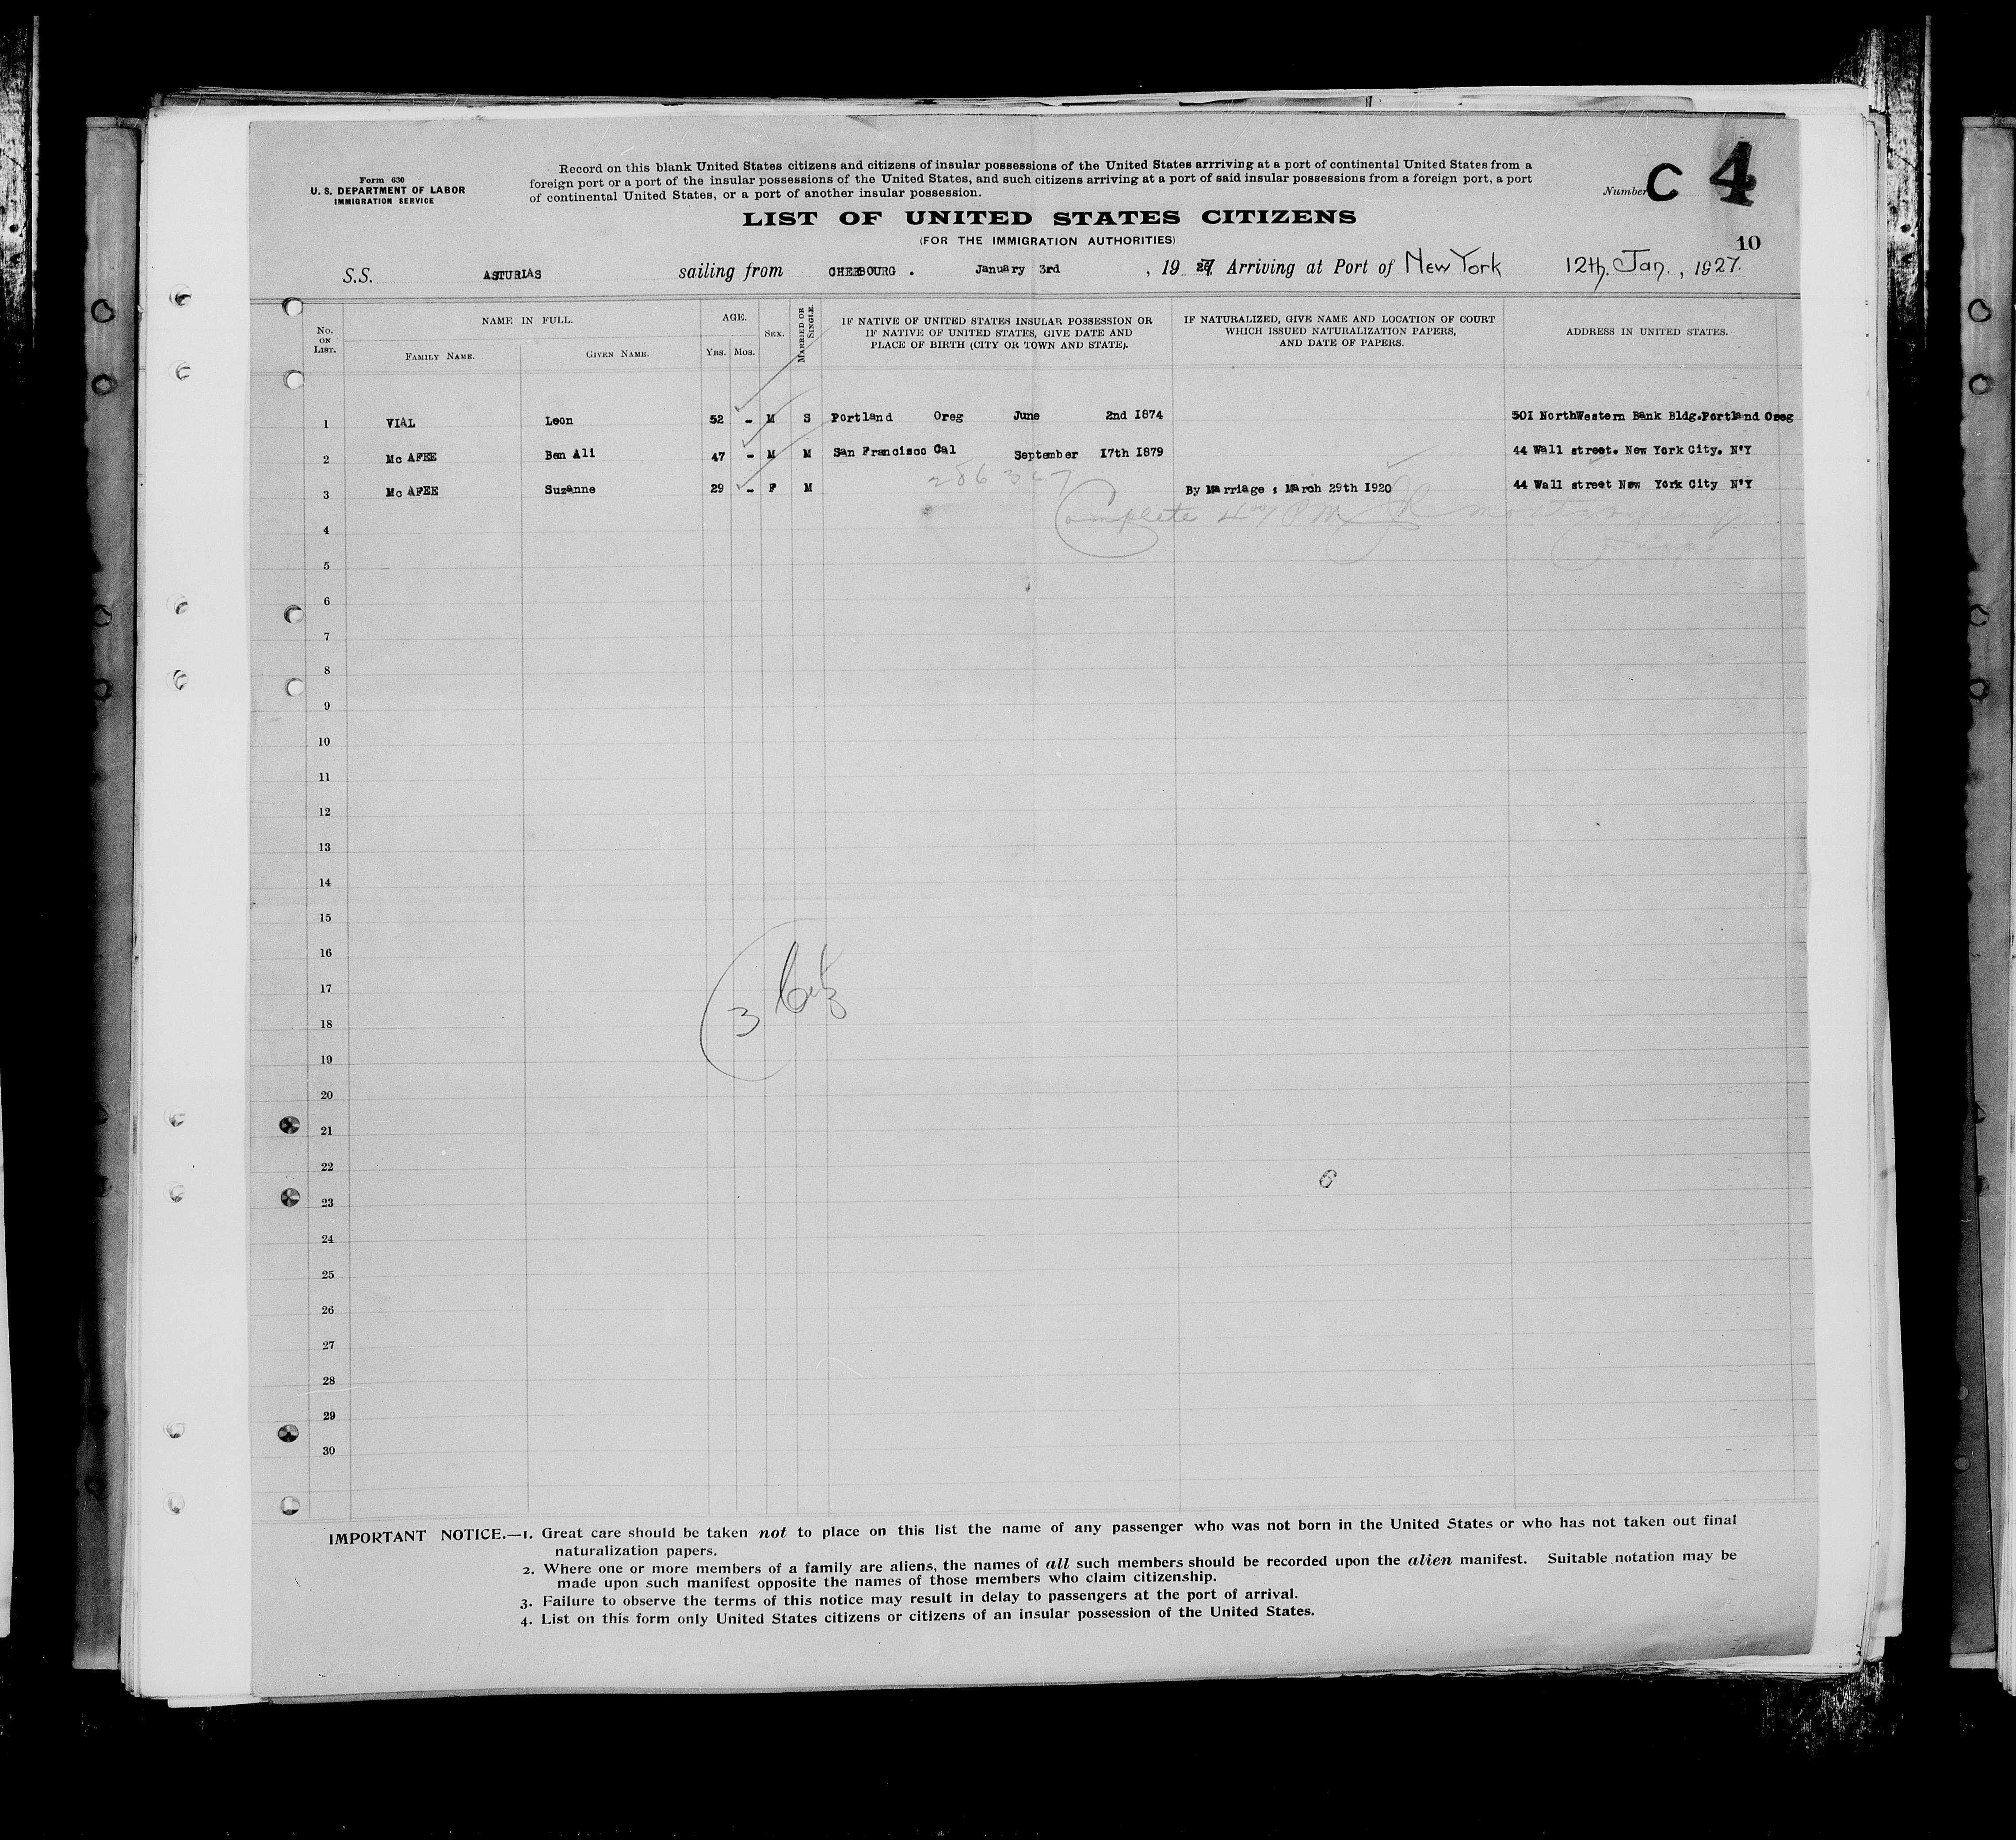 Form 630
U. S. DEPARTMENT OF LABOR
IMMIGRATION SERVICE
Record on this blank United States citizens and citizens of insular possessions of the United States arrriving at a port of continental United States from a
foreign port or a port of the insular possessions of the United States, and such citizens arriving at a port of said insular possessions from a foreign port, a port
of continental United States, or a port of another insular possession.
Number C 4
LIST OF UNITED STATES CITIZENS
(FOR THE IMMIGRATION AUTHORITIES)
10
S.S. ASTURIAS sailing from CHERBOURG . January 3rd , 19 27 Arriving at Port of New York 12th. Jan. , 1927.
No. ON LIST. NAME IN FULL. FAMILY NAME. GIVEN NAME. AGE. YRS. MOS. SEX. MARRIED OR SINGLE. IF NATIVE OF UNITED STATES INSULAR POSSESSION OR IF NATIVE OF UNITED STATES, GIVE DATE AND PLACE OF BIRTH (CITY OR TOWN AND STATE). IF NATURALIZED, GIVE NAME AND LOCATION OF COURT WHICH ISSUED NATURALIZATION PAPERS, AND DATE OF PAPERS. ADDRESS IN UNITED STATES.
1 VIAL Leon 52 - M S Portland Oreg June 2nd 1874 501 NorthWestern Bank Bldg.Portland Oreg
2 Mc AFEE Ben Ali 47 - M M San Francisco Cal September 17th 1879 44 Wall street. New York City. N'Y
3 Mc AFEE Suzanne 29 - F M By Marriage ; March 29th 1920 44 Wall street New York City N'Y
286367
Complete 4 PM
4
5
6
7
8
9
10
11
12
13
14
15
16
17
18
19
20
21
22
23
24
25
26
27
28
29
30
3
6
IMPORTANT NOTICE.—1. Great care should be taken not to place on this list the name of any passenger who was not born in the United States or who has not taken out final
naturalization papers.
2. Where one or more members of a family are aliens, the names of all such members should be recorded upon the alien manifest. Suitable notation may be
made upon such manifest opposite the names of those members who claim citizenship.
3. Failure to observe the terms of this notice may result in delay to passengers at the port of arrival.
4. List on this form only United States citizens or citizens of an insular possession of the United States.